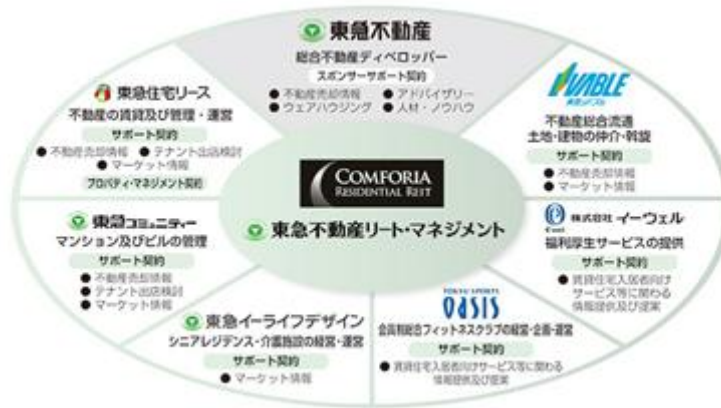 東急不動産
総合不動産ディベロッパー
スポンサーサポート契約
● 不動産売却情報 ● アドバイザリー
● ウェアハウジング ● 人材・ノウハウ
東急住宅リース
不動産の賃貸及び管理・運営
サポート契約
● 不動産売却情報 ● テナント出店検討
● マーケット情報
プロパティ・マネジメント契約
VABLE
東急リバブル
不動産総合流通
土地・建物の仲介・斡旋
サポート契約
● 不動産売却情報
● マーケット情報
COMFORIA
RESIDENTIAL REIT
東急不動産リート・マネジメント
東急コミュニティー
マンション及びビルの管理
サポート契約
● 不動産売却情報
● テナント出店検討
● マーケット情報
株式会社 イーウェル
福利厚生サービスの提供
サポート契約
● 賃貸住宅入居者向け
サービス等に関わる
情報提供及び提案
東急イーライフデザイン
シニアレジデンス・介護施設の経営・運営
サポート契約
● マーケット情報
TOKYU SPORTS
OASIS
会員制総合フィットネスクラブの経営・企画・運営
サポート契約
● 賃貸住宅入居者向けサービス等に関わる
情報提供及び提案